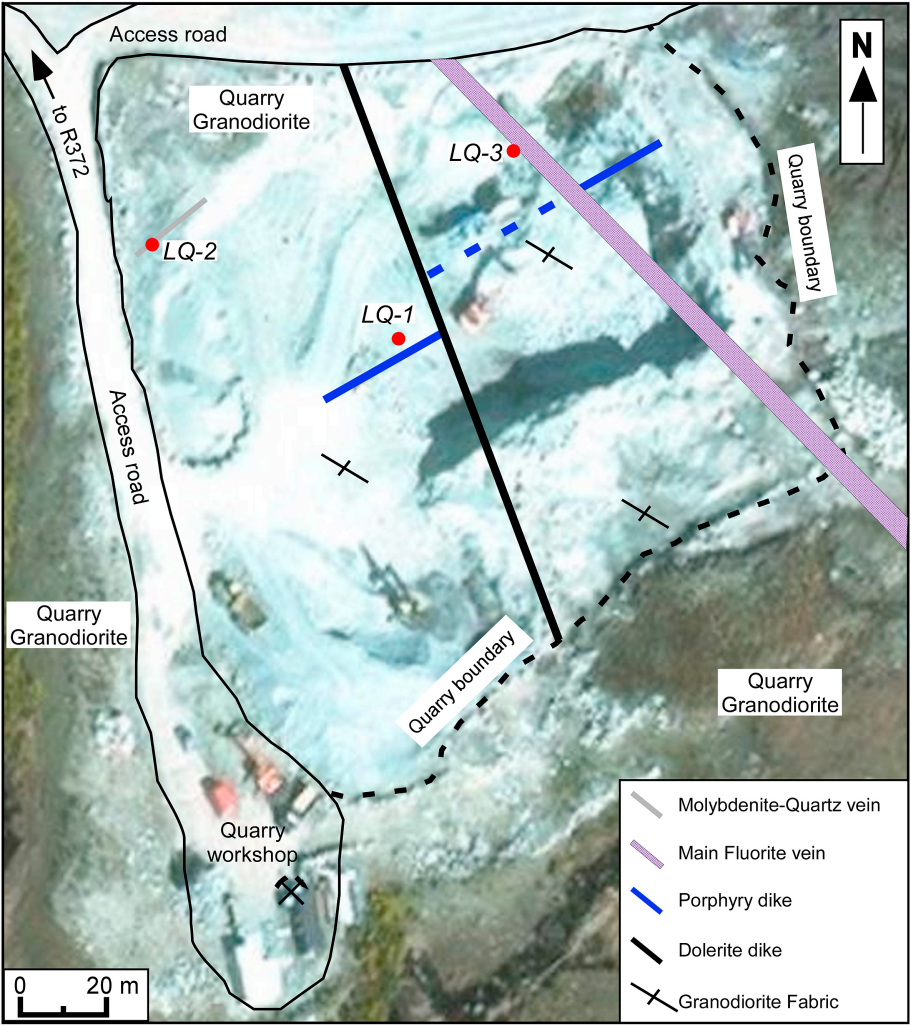 Access road
N
to R372
Quarry
Granodiorite
LQ-3
Quarry boundary
LQ-2
LQ-1
Access road
Quarry
Granodiorite
Quarry boundary
Quarry
Granodiorite
Quarry
workshop
Molybdenite-Quartz vein
Main Fluorite vein
Porphyry dike
Dolerite dike
Granodiorite Fabric
0 20 m